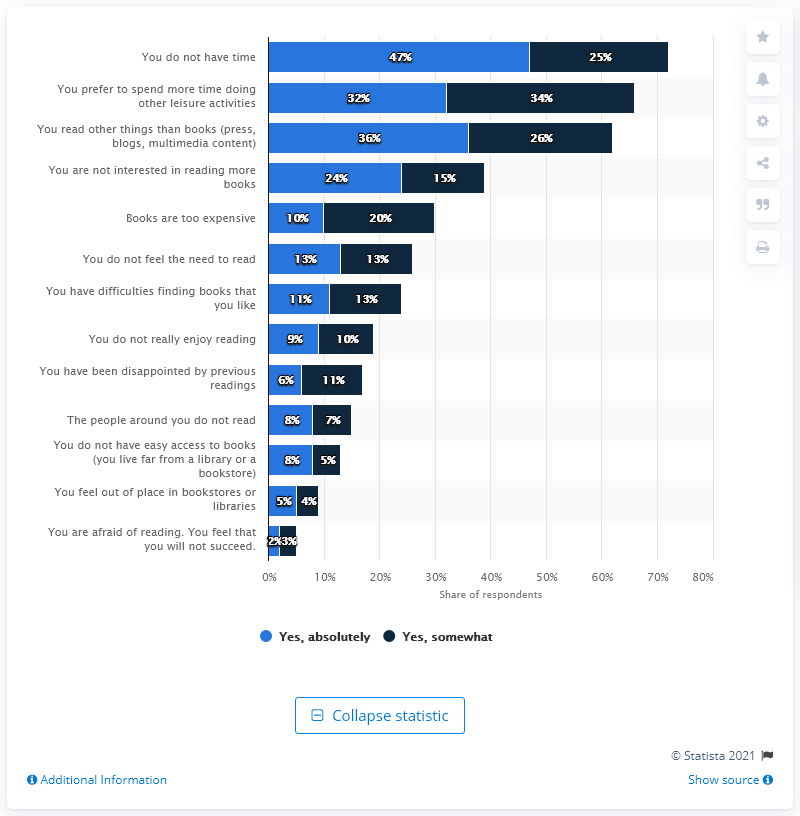 You do not have time
47%
25%
You prefer to spend more time doing
other leisure activities
32%
34%
You read other things than books (press,
blogs, multimedia content)
36%
26%
You are not interested in reading more
books
24%
15%
Books are too expensive
10%
20%
You do not feel the need to read
13%
13%
You have difficulties finding books that
you like
11%
13%
You do not really enjoy reading
9%
10%
You have been disappointed by previous
readings
6%
11%
The people around you do not read
8%
7%
You do not have easy access to books
(you live far from a library or a
bookstore)
8%
5%
You feel out of place in bookstores or
libraries
5%
4%
You are afraid of reading. You feel that
you will not succeed.
2%
3%
0%
10%
20%
30%
40%
50%
60%
70%
80%
Share of respondents
Yes, absolutely
Yes, somewhat
Collapse statistic
© Statista 2021
Additional Information
Show source